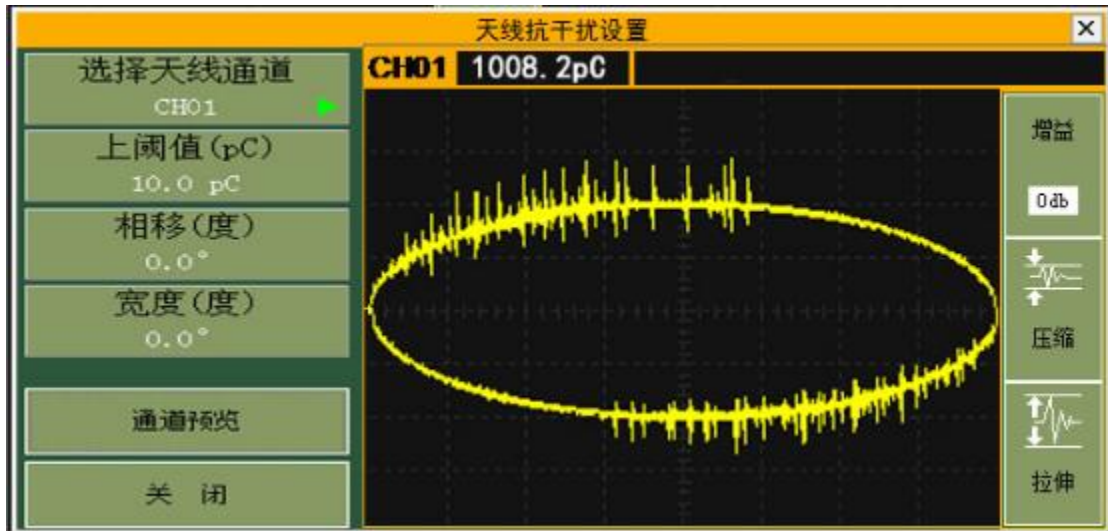 天线抗干扰设置
选择天线通道
CH01
上阈值(pC)
10.0 pC
相移(度)
0.0°
宽度(度)
0.0°
通道预览
关 闭
CH01 1008.2pC
增益
0db
压缩
拉伸